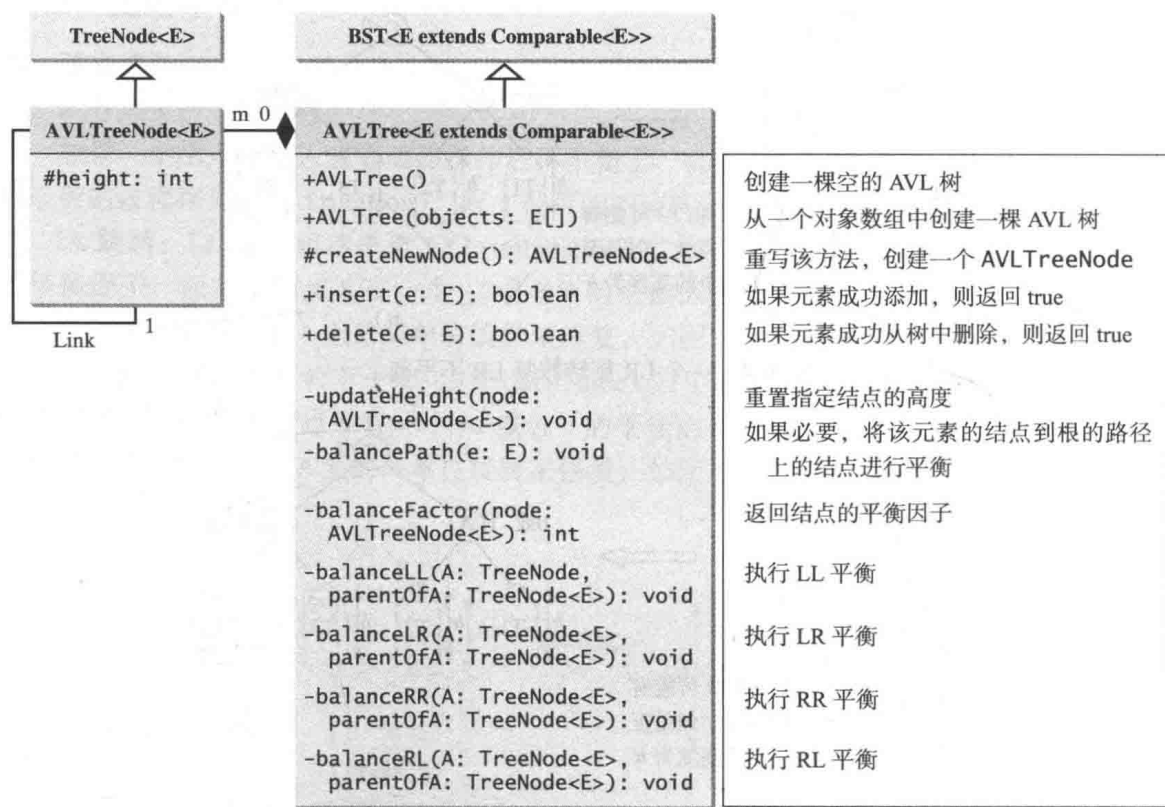 TreeNode<E>
BST<E extends Comparable<E>>
AVLTreeNode<E>
#height: int
Link
1
m 0
AVLTree<E extends Comparable<E>>
+AVLTree()
创建一棵空的 AVL 树
+AVLTree(objects: E[])
从一个对象数组中创建一棵 AVL 树
#createNewNode(): AVLTreeNode<E>
重写该方法，创建一个 AVLTreeNode
+insert(e: E): boolean
如果元素成功添加，则返回 true
+delete(e: E): boolean
如果元素成功从树中删除，则返回 true
-updateHeight(node:
AVLTreeNode<E>): void
重置指定结点的高度
-balancePath(e: E): void
如果必要，将该元素的结点到根的路径
上的结点进行平衡
-balanceFactor(node:
AVLTreeNode<E>): int
返回结点的平衡因子
-balanceLL(A: TreeNode,
parentOfA: TreeNode<E>): void
执行 LL 平衡
-balanceLR(A: TreeNode<E>,
parentOfA: TreeNode<E>): void
执行 LR 平衡
-balanceRR(A: TreeNode<E>,
parentOfA: TreeNode<E>): void
执行 RR 平衡
-balanceRL(A: TreeNode<E>,
parentOfA: TreeNode<E>): void
执行 RL 平衡